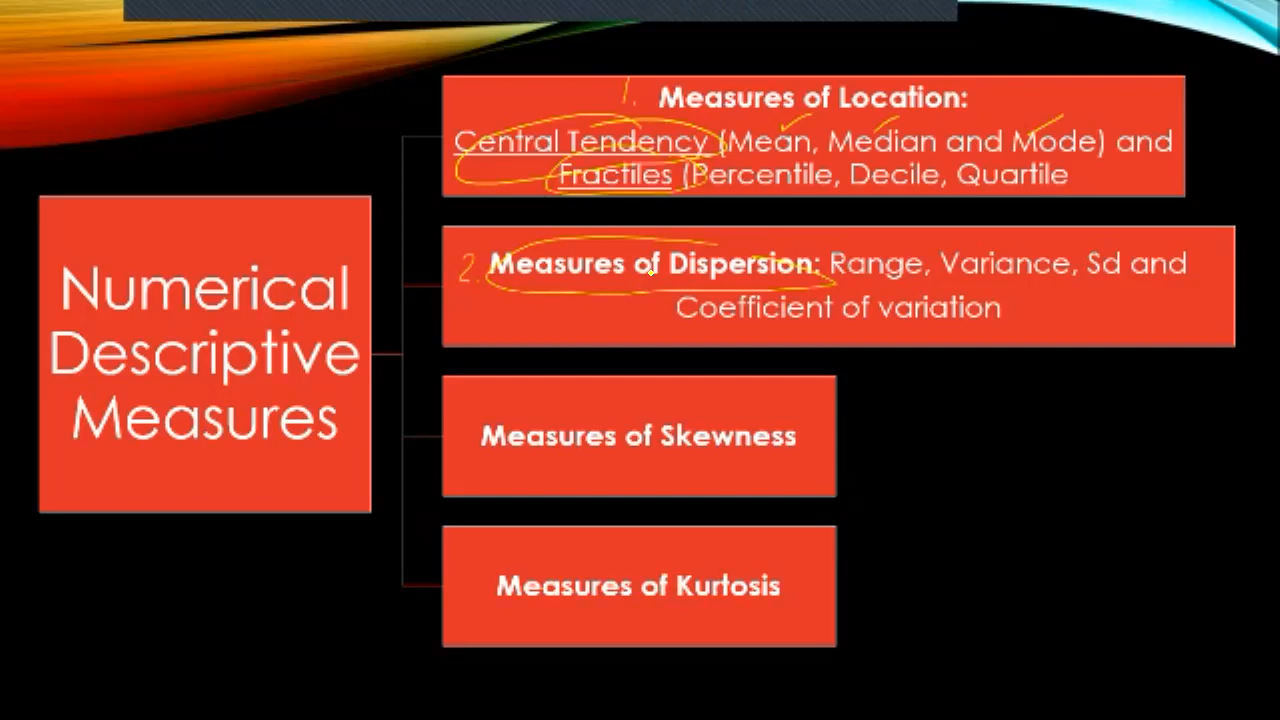 Numerical
Descriptive
Measures
1.
Measures of Location:
Central Tendency (Mean, Median and Mode) and
Fractiles (Percentile, Decile, Quartile
2. Measures of Dispersion: Range, Variance, Sd and
Coefficient of variation
Measures of Skewness
Measures of Kurtosis